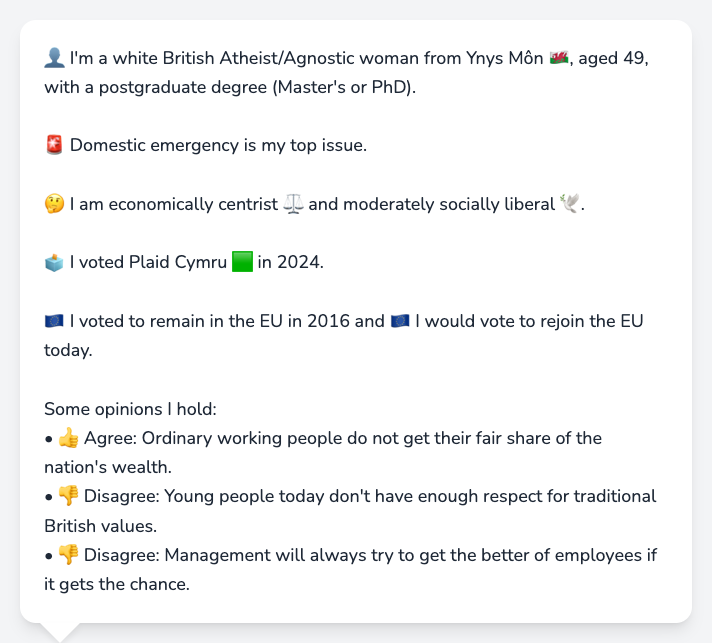 👤 I'm a white British Atheist/Agnostic woman from Ynys Môn 🏴󠁧󠁢󠁷󠁬󠁳󠁿, aged 49,
with a postgraduate degree (Master's or PhD).
🚨 Domestic emergency is my top issue.
🤔 I am economically centrist ⚖️ and moderately socially liberal 🕊️.
🗳️ I voted Plaid Cymru 🟩 in 2024.
🇪🇺 I voted to remain in the EU in 2016 and 🇪🇺 I would vote to rejoin the EU
today.
Some opinions I hold:
• 👍 Agree: Ordinary working people do not get their fair share of the
nation's wealth.
• 👎 Disagree: Young people today don't have enough respect for traditional
British values.
• 👎 Disagree: Management will always try to get the better of employees if
it gets the chance.